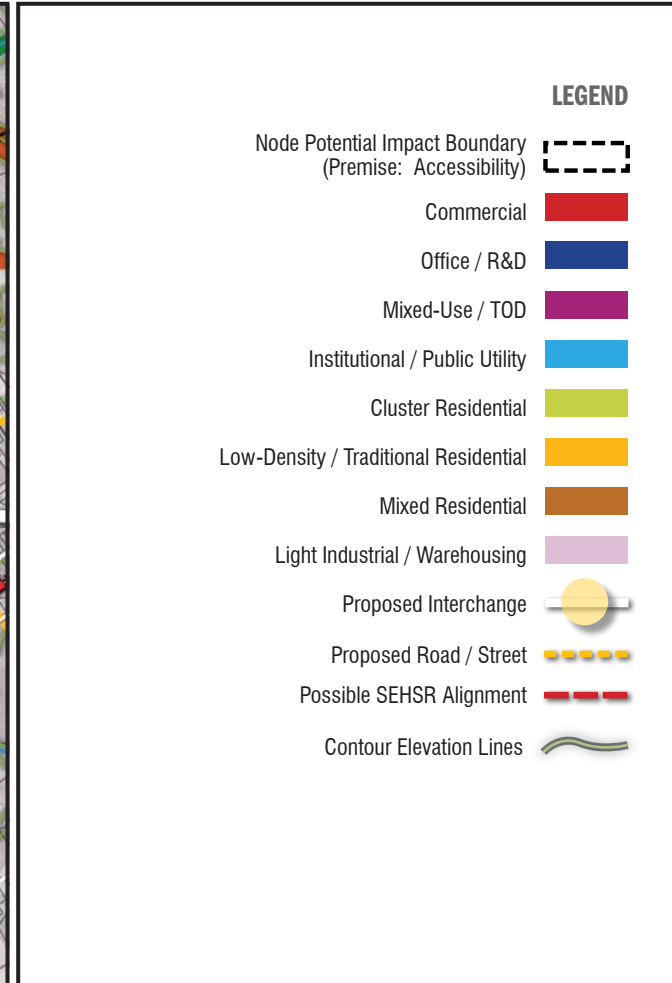 LEGEND
Node Potential Impact Boundary
(Premise: Accessibility)
Commercial
Office / R&D
Mixed-Use / TOD
Institutional / Public Utility
Cluster Residential
Low-Density / Traditional Residential
Mixed Residential
Light Industrial / Warehousing
Proposed Interchange
Proposed Road / Street
Possible SEHSR Alignment
Contour Elevation Lines